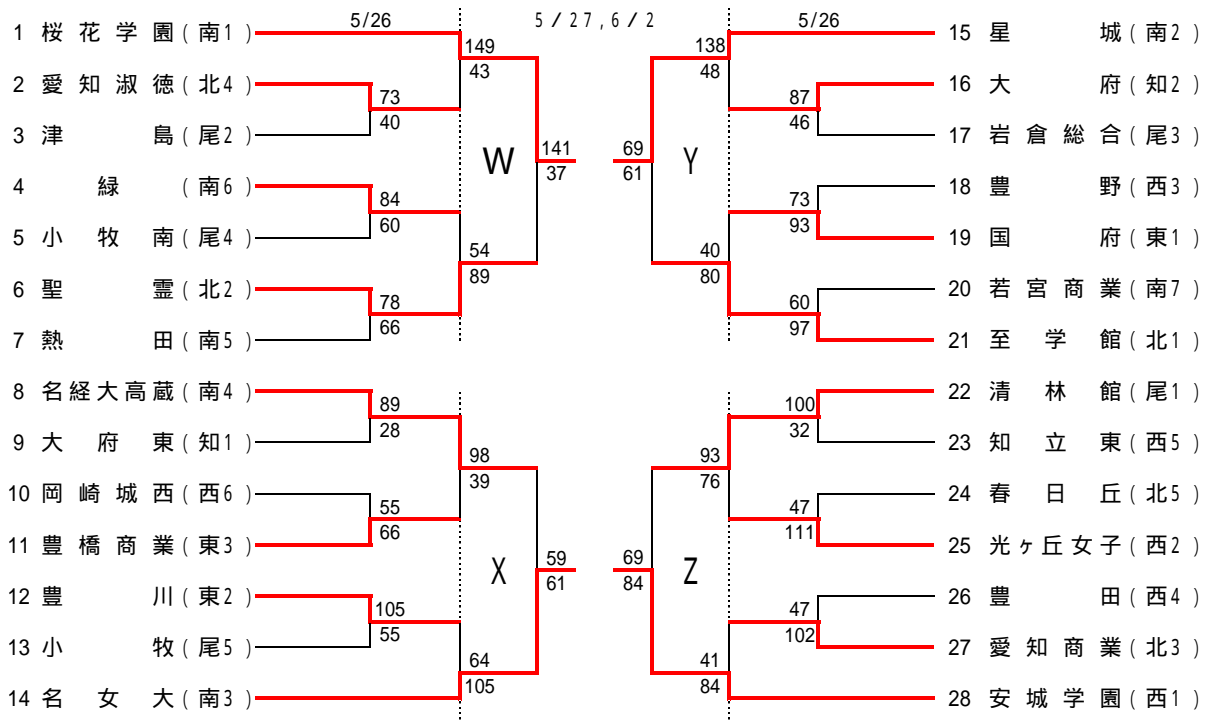 5/26 5/27,6/2 5/26
1 桜花学園(南1)
2 愛知淑徳(北4)
3 津島(尾2)
4 緑(南6)
5 小牧南(尾4)
6 聖霊(北2)
7 熱田(南5)
8 名経大高蔵(南4)
9 大府東(知1)
10 岡崎城西(西6)
11 豊橋商業(東3)
12 豊川(東2)
13 小牧(尾5)
14 名女大(南3)
73
40
84
60
78
66
89
28
55
66
105
55
149
43
54
89
98
39
64
105
W
141
37
X
59
61
69
61
Y
69
84
Z
138
48
40
80
93
76
41
84
87
46
73
93
60
97
100
32
47
111
47
102
15 星城(南2)
16 大府(知2)
17 岩倉総合(尾3)
18 豊野(西3)
19 国府(東1)
20 若宮商業(南7)
21 至学館(北1)
22 清林館(尾1)
23 知立東(西5)
24 春日丘(北5)
25 光ヶ丘女子(西2)
26 豊田(西4)
27 愛知商業(北3)
28 安城学園(西1)